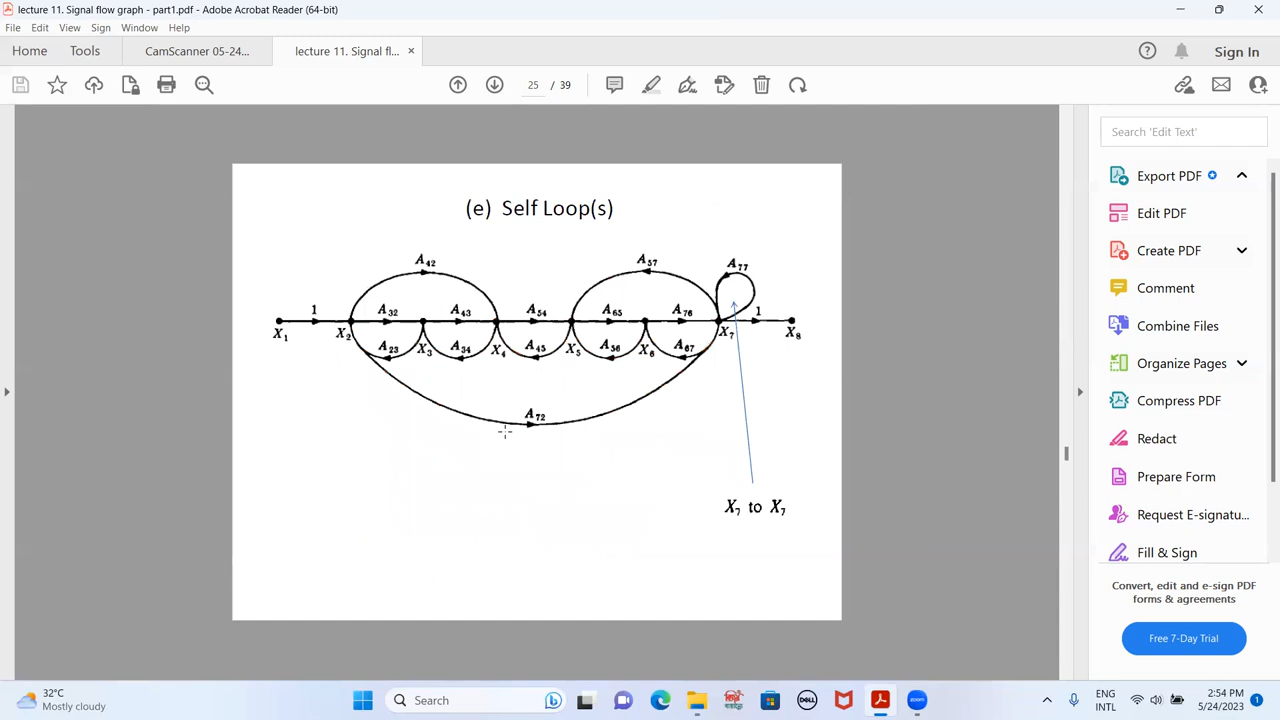 lecture 11. Signal flow graph - part1.pdf - Adobe Acrobat Reader (64-bit)
File Edit View Sign Window Help
Home Tools CamScanner 05-24... lecture 11. Signal fl... × Sign In
25 / 39
Search 'Edit Text'
Export PDF
Edit PDF
Create PDF
Comment
Combine Files
Organize Pages
Compress PDF
Redact
Prepare Form
Request E-signatu...
Fill & Sign
Convert, edit and e-sign PDF
forms & agreements
Free 7-Day Trial
(e) Self Loop(s)
A42 A57 A77
1 A32 A43 A54 A65 A76 1
X1 X2 A23 X3 A34 X4 A45 X5 A56 X6 A67 X7 X8
A72
X7 to X7
32°C
Mostly cloudy
Search
DELL
ENG
INTL
2:54 PM
5/24/2023
1